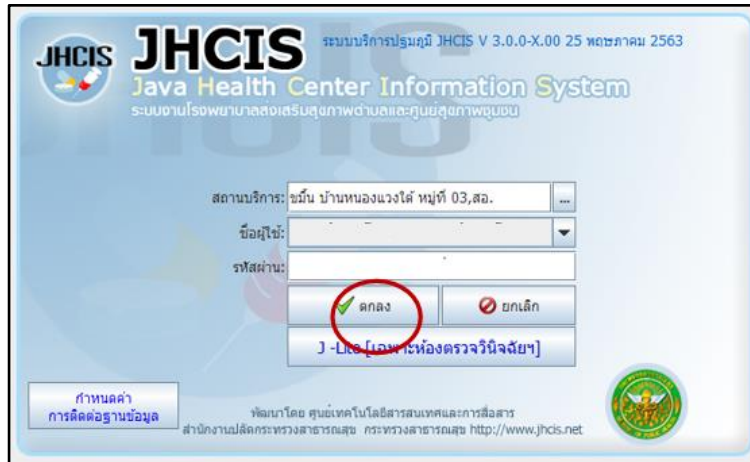 JHCIS
JHCIS
ระบบบริการปฐมภูมิ JHCIS V 3.0.0-X.00 25 พฤษภาคม 2563
Java Health Center Information System
ระบบงานโรงพยาบาลส่งเสริมสุขภาพตำบลและศูนย์สุขภาพชุมชน
สถานบริการ: ขมิ้น บ้านหนองแวงใต้ หมู่ที่ 03,สอ. ...
ชื่อผู้ใช้:
รหัสผ่าน:
ตกลง ยกเลิก
J -Lite [เฉพาะห้องตรวจวินิจฉัยฯ]
กำหนดค่า
การติดต่อฐานข้อมูล
พัฒนาโดย ศูนย์เทคโนโลยีสารสนเทศและการสื่อสาร
สำนักงานปลัดกระทรวงสาธารณสุข กระทรวงสาธารณสุข http://www.jhcis.net